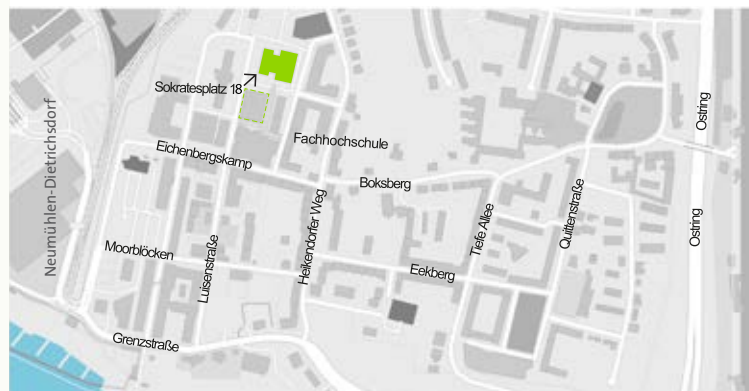 Sokratesplatz 18
Neumühlen-Dietrichsdorf
Fachhochschule
Eichenbergskamp
Boksberg
Ostring
Ostring
Heikendorfer Weg
Tiefe Allee
Quittenstraße
Luisenstraße
Moorblöcken
Eekberg
Grenzstraße